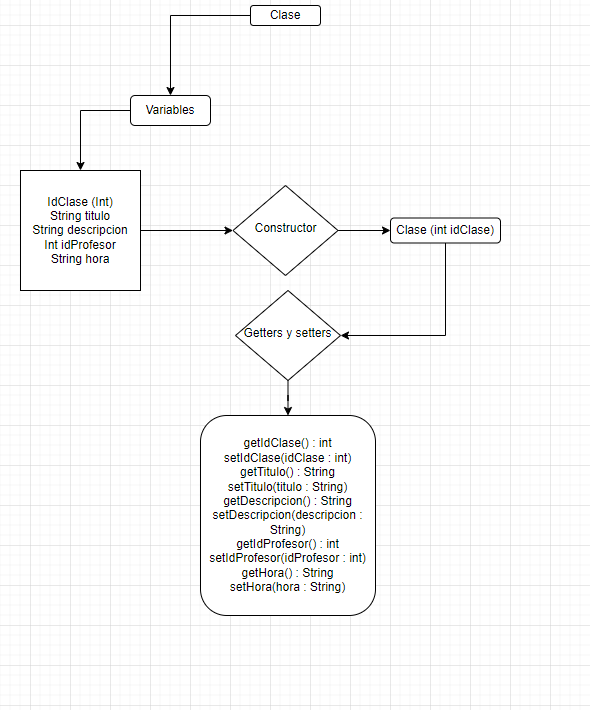 Clase
Variables
IdClase (Int)
String titulo
String descripcion
Int idProfesor
String hora
Constructor
Clase (int idClase)
Getters y setters
getIdClase() : int
setIdClase(idClase : int)
getTitulo() : String
setTitulo(titulo : String)
getDescripcion() : String
setDescripcion(descripcion :
String)
getIdProfesor() : int
setIdProfesor(idProfesor : int)
getHora() : String
setHora(hora : String)